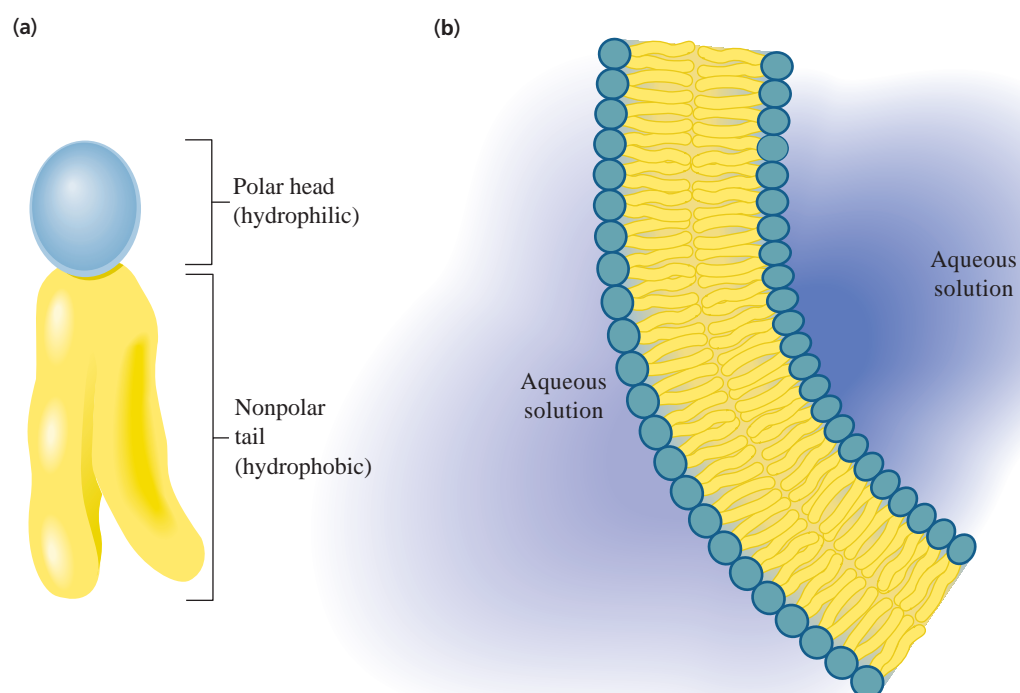 (a)
Polar head
(hydrophilic)
Nonpolar
tail
(hydrophobic)
(b)
Aqueous
solution
Aqueous
solution